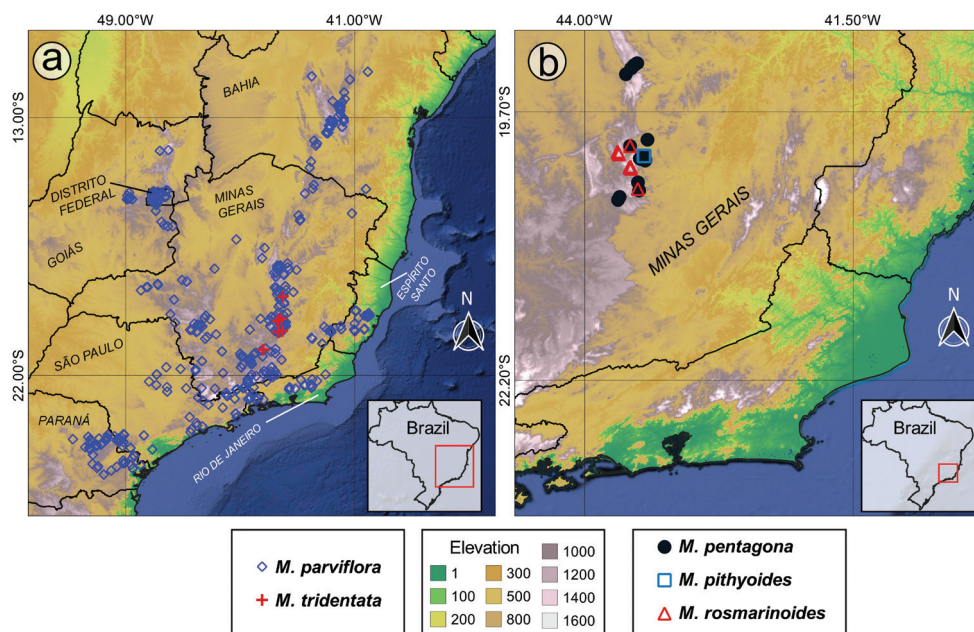 49.00°W
41.00°W
44.00°W
41.50°W
a
b
13.00°S
22.00°S
19.70°S
22.20°S
BAHIA
DISTRITO
FEDERAL
MINAS
GERAIS
GOIÁS
ESPÍRITO
SANTO
SÃO PAULO
PARANÁ
RIO DE JANEIRO
N
Brazil
MINAS GERAIS
N
Brazil
M. parviflora
M. tridentata
Elevation
1
100
200
300
500
800
1000
1200
1400
1600
M. pentagona
M. pithyoides
M. rosmarinoides